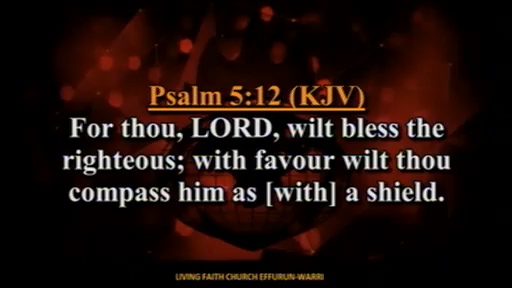 Psalm 5:12 (KJV)
For thou, LORD, wilt bless the
righteous; with favour wilt thou
compass him as [with] a shield.
LIVING FAITH CHURCH EFFURUN-WARRI